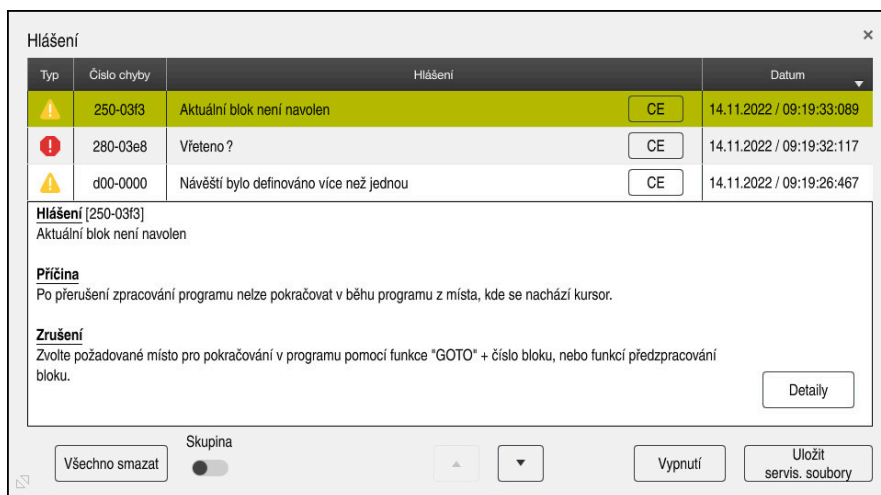 Hlášení
Typ Číslo chyby Hlášení Datum
250-03f3 Aktuální blok není navolen CE 14.11.2022 / 09:19:33:089
280-03e8 Vřeteno ? CE 14.11.2022 / 09:19:32:117
d00-0000 Návěští bylo definováno více než jednou CE 14.11.2022 / 09:19:26:467
Hlášení [250-03f3]
Aktuální blok není navolen
Příčina
Po přerušení zpracování programu nelze pokračovat v běhu programu z místa, kde se nachází kursor.
Zrušení
Zvolte požadované místo pro pokračování v programu pomocí funkce "GOTO" + číslo bloku, nebo funkcí předzpracování
bloku.
Detaily
Všechno smazat
Skupina
Vypnutí
Uložit
servis. soubory